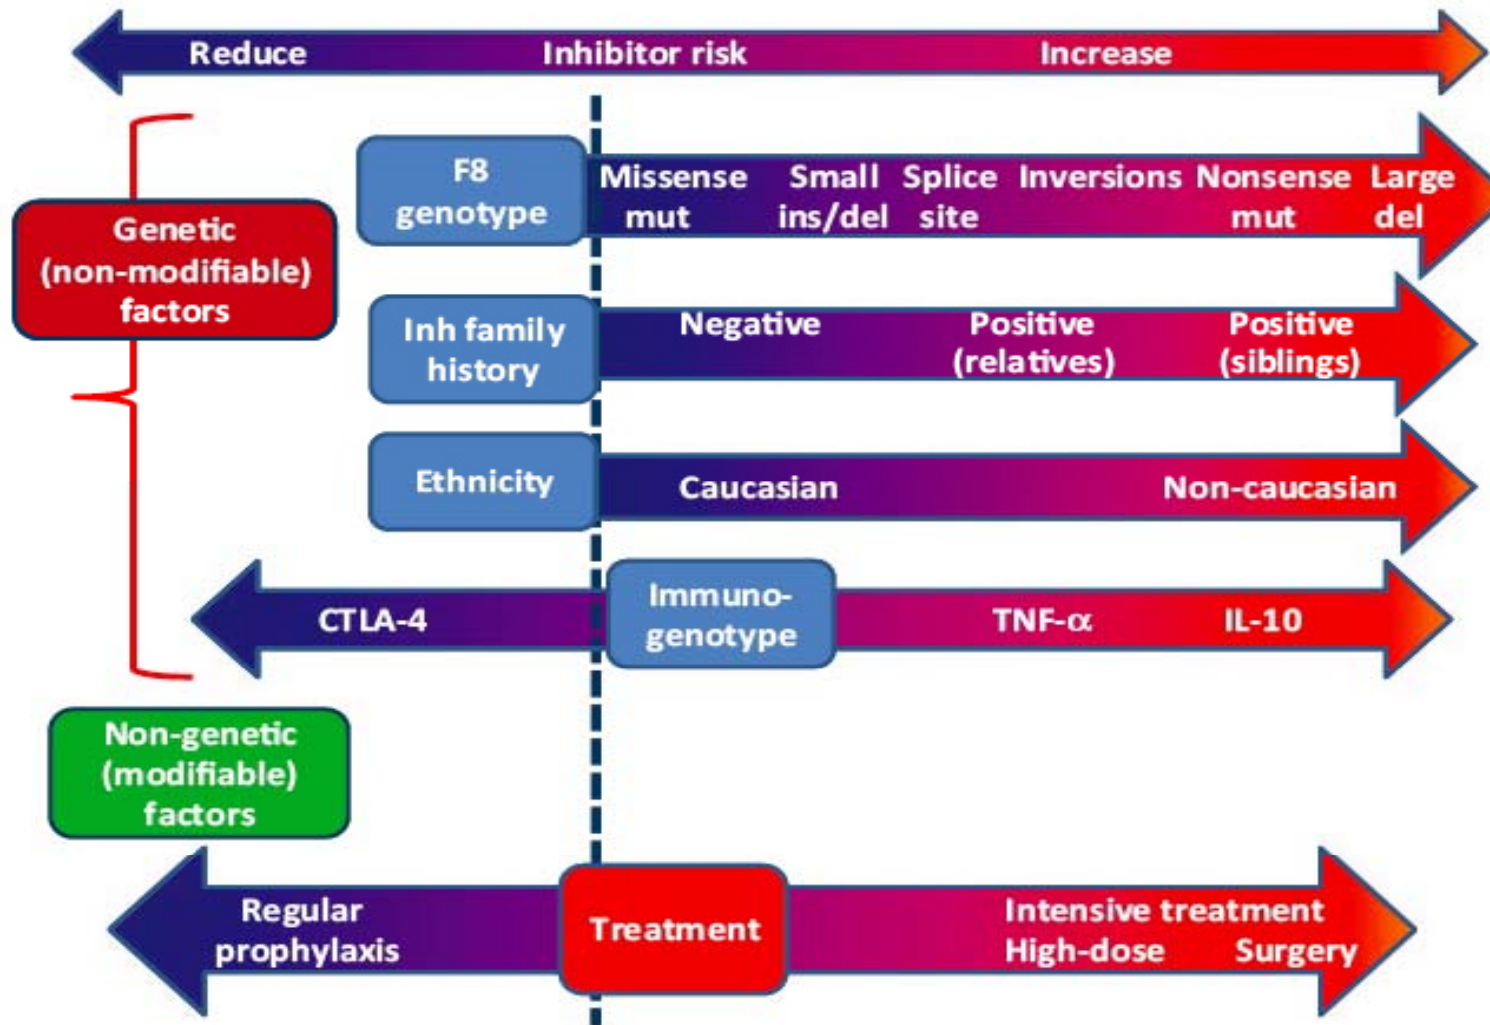 Reduce Inhibitor risk Increase
F8
genotype
Missense Small Splice Inversions Nonsense Large
mut ins/del site mut del
Genetic
(non-modifiable)
factors
Inh family
history
Negative Positive Positive
(relatives) (siblings)
Ethnicity
Caucasian Non-caucasian
CTLA-4
Immuno-
genotype
TNF-α IL-10
Non-genetic
(modifiable)
factors
Regular
prophylaxis
Treatment
Intensive treatment
High-dose Surgery